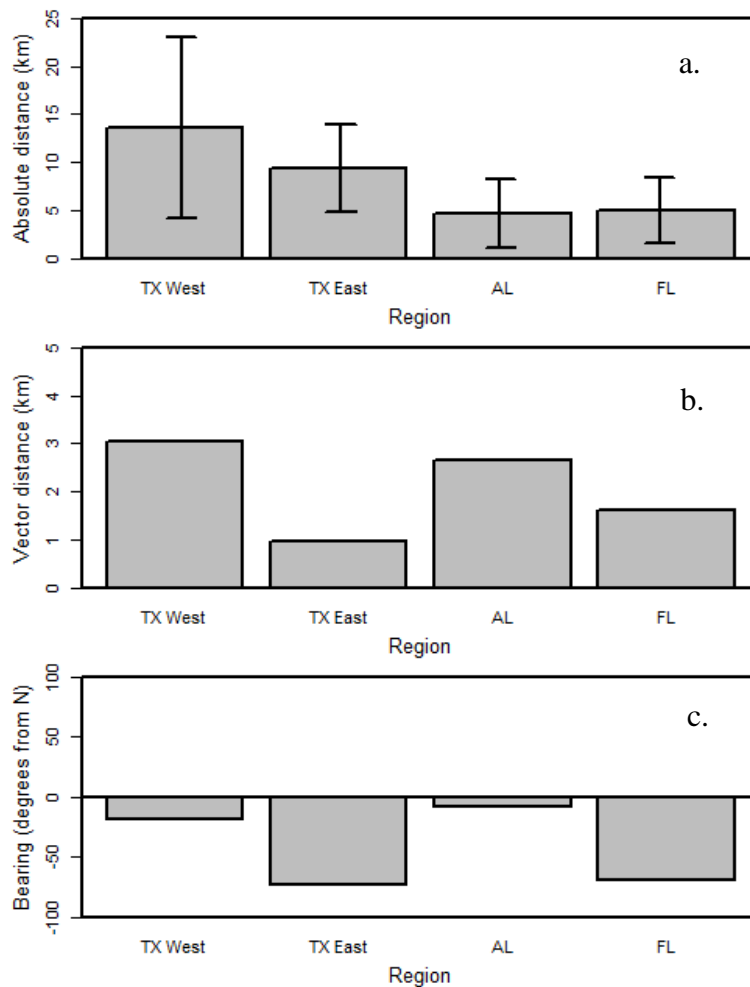 Absolute distance (km)
25
20
15
10
5
0
a.
TX West TX East AL FL
Region
Vector distance (km)
5
4
3
2
1
0
b.
TX West TX East AL FL
Region
Bearing (degrees from N)
100
50
0
-50
-100
c.
TX West TX East AL FL
Region